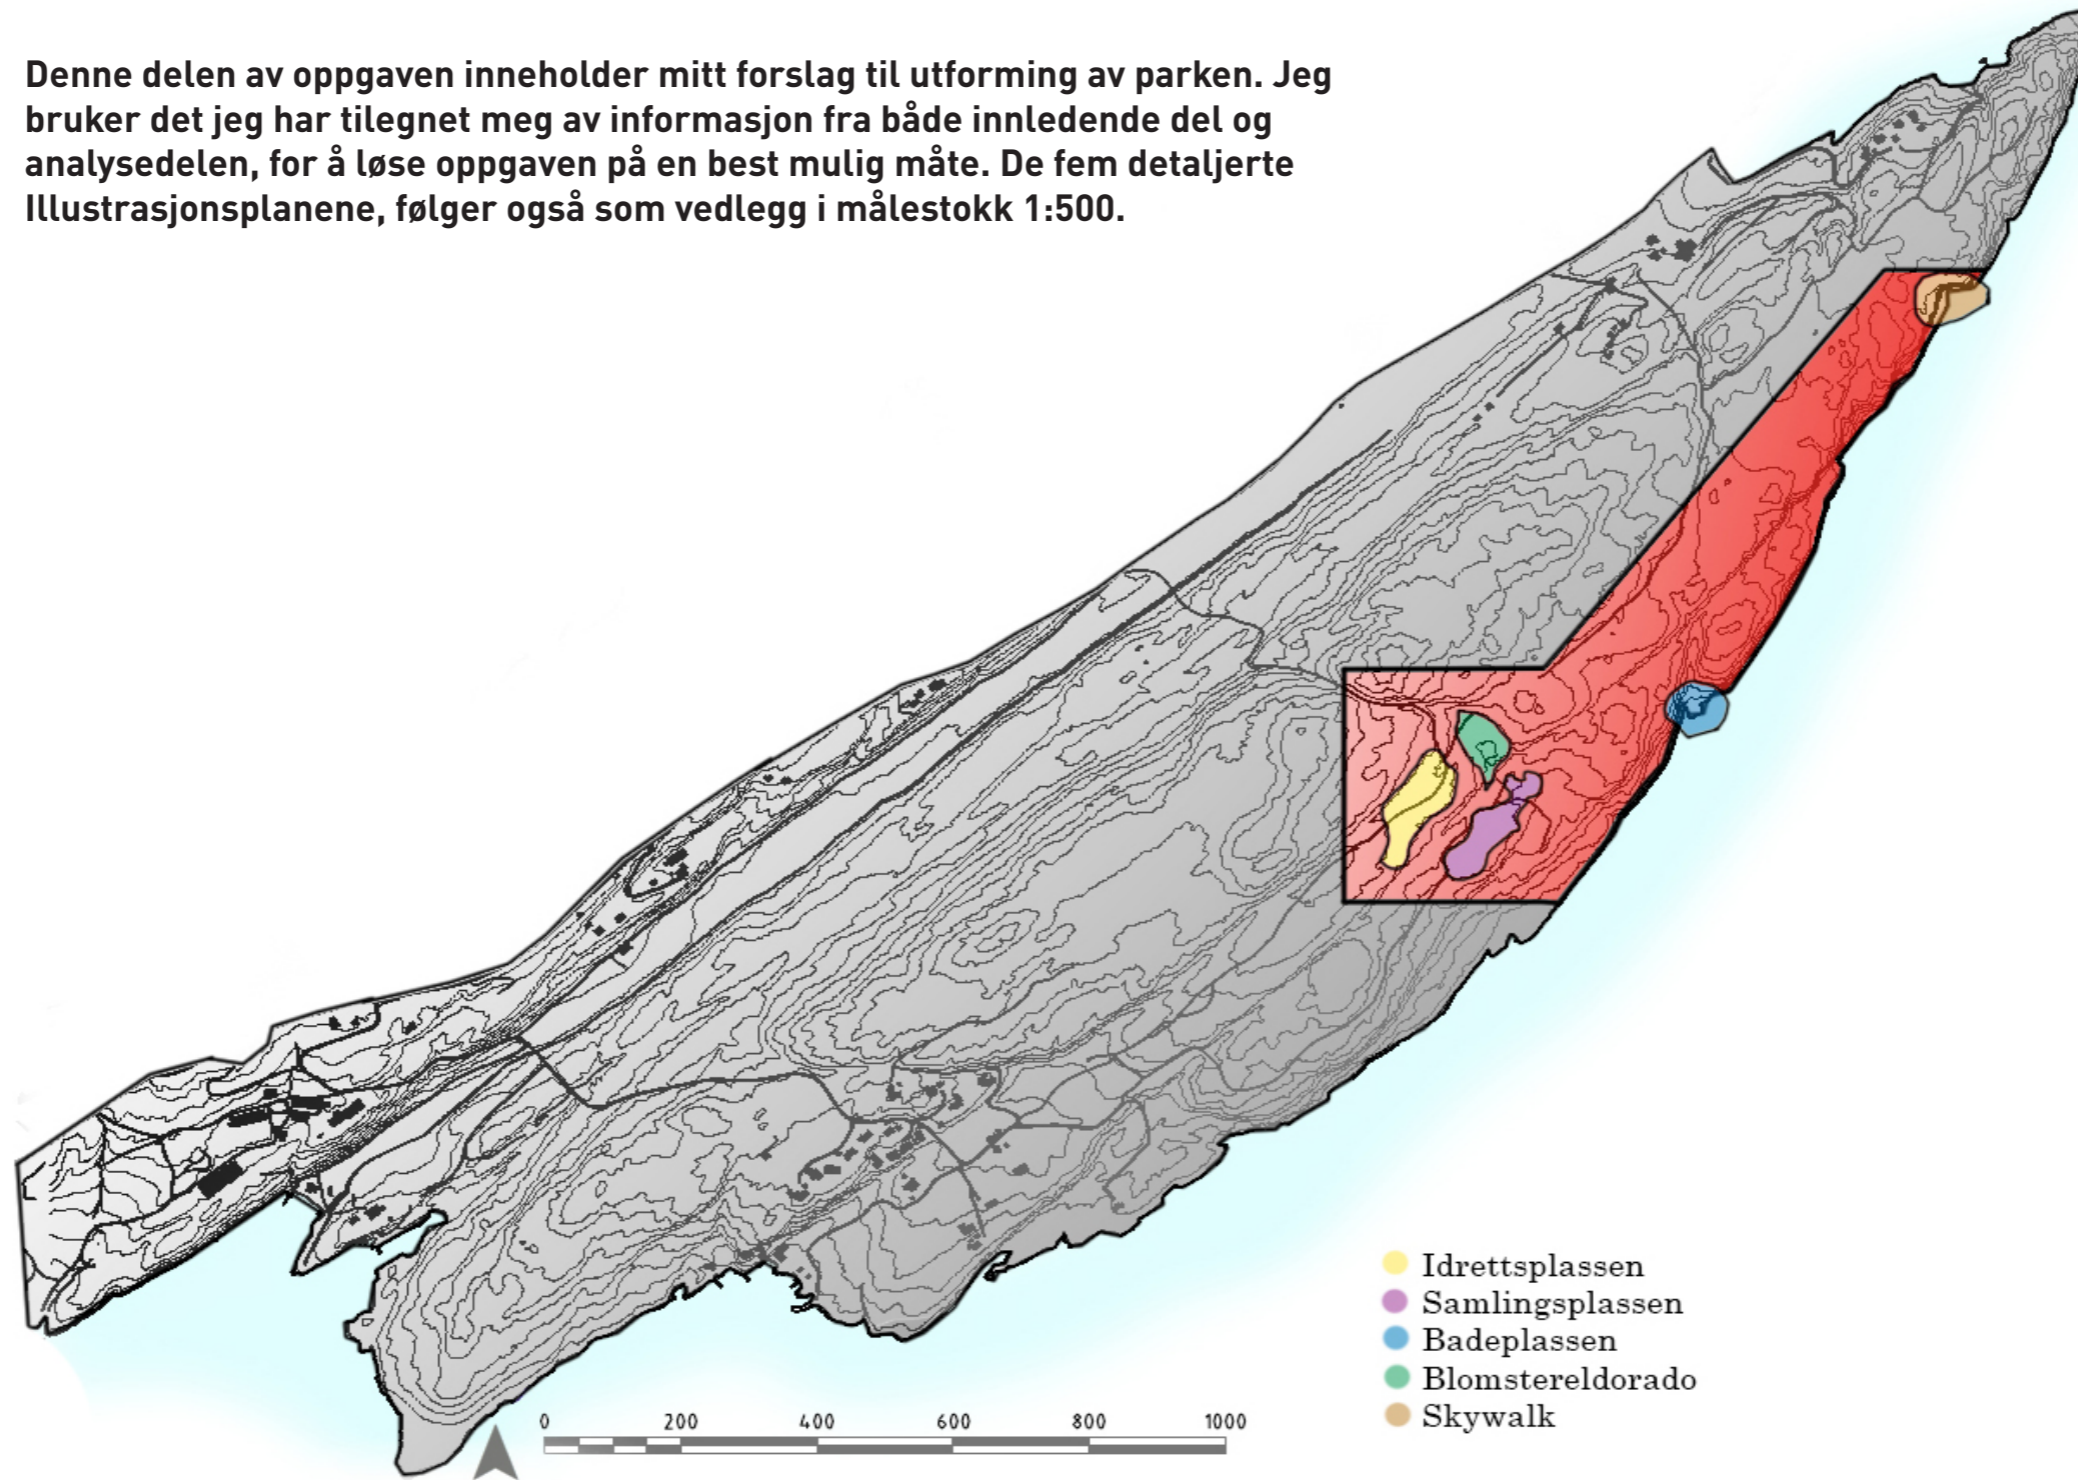 Denne delen av oppgaven inneholder mitt forslag til utforming av parken. Jeg
bruker det jeg har tilegnet meg av informasjon fra både innledende del og
analysedelen, for å løse oppgaven på en best mulig måte. De fem detaljerte
Illustrasjonsplanene, følger også som vedlegg i målestokk 1:500.
Idrettsplassen
Samlingsplassen
Badeplassen
Blomstereldorado
Skywalk
0 200 400 600 800 1000